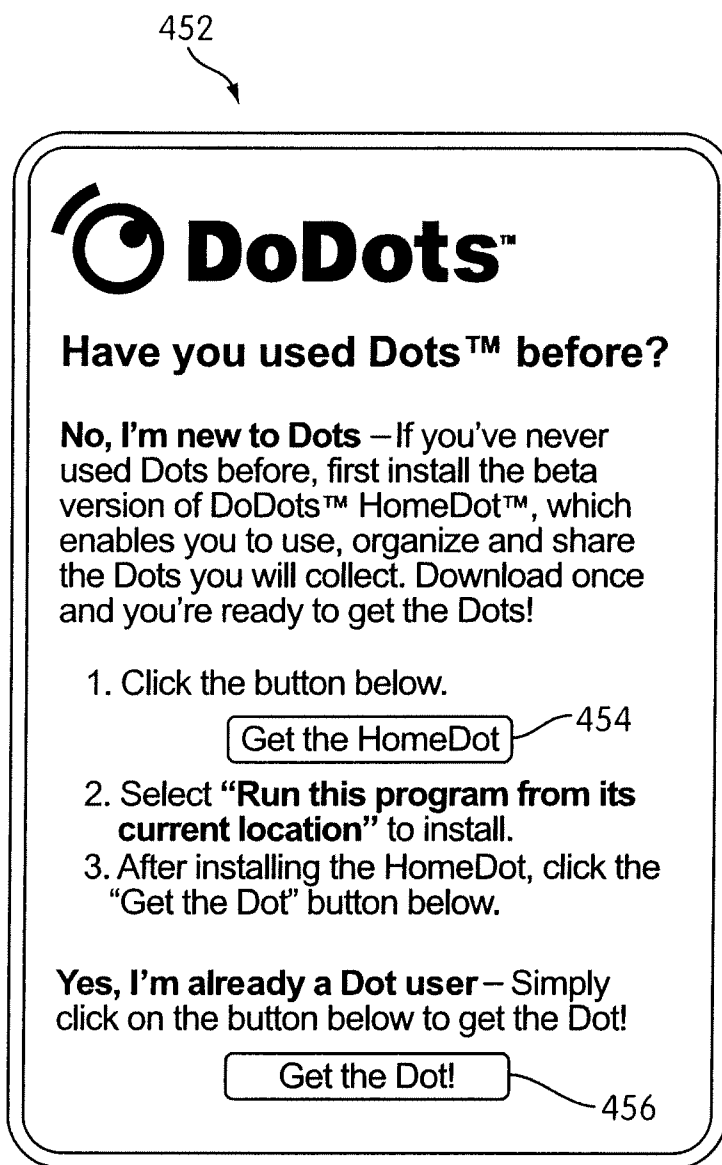 452
DoDots™
Have you used Dots™ before?
No, I'm new to Dots – If you've never
used Dots before, first install the beta
version of DoDots™ HomeDot™, which
enables you to use, organize and share
the Dots you will collect. Download once
and you're ready to get the Dots!
1. Click the button below.
Get the HomeDot 454
2. Select “Run this program from its
current location” to install.
3. After installing the HomeDot, click the
“Get the Dot” button below.
Yes, I'm already a Dot user – Simply
click on the button below to get the Dot!
Get the Dot!
456